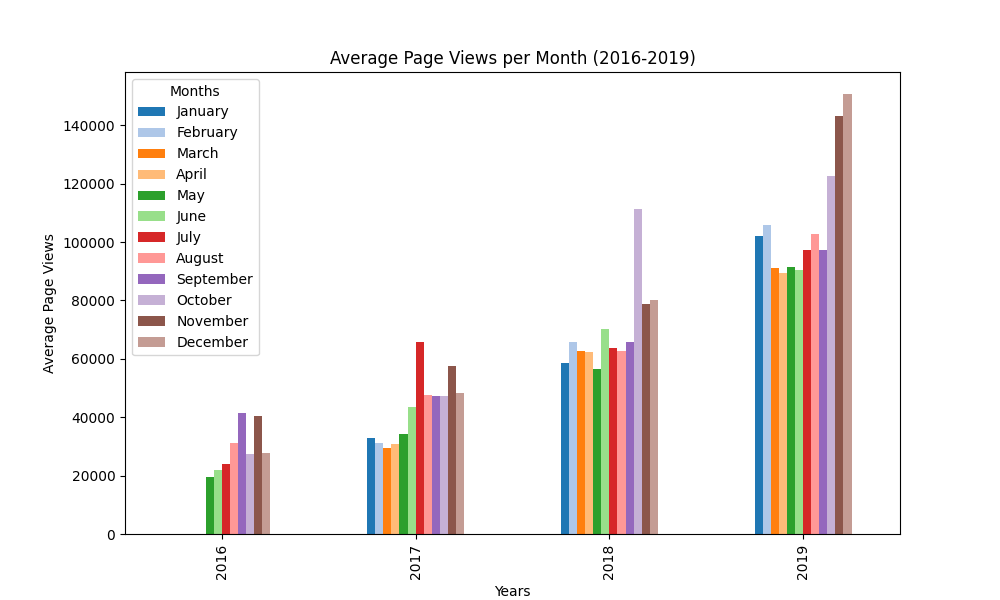 Average Page Views per Month (2016-2019)
Months
January
February
March
April
May
June
July
August
September
October
November
December
140000
120000
100000
80000
60000
40000
20000
0
Average Page Views
2016
2017
2018
2019
Years